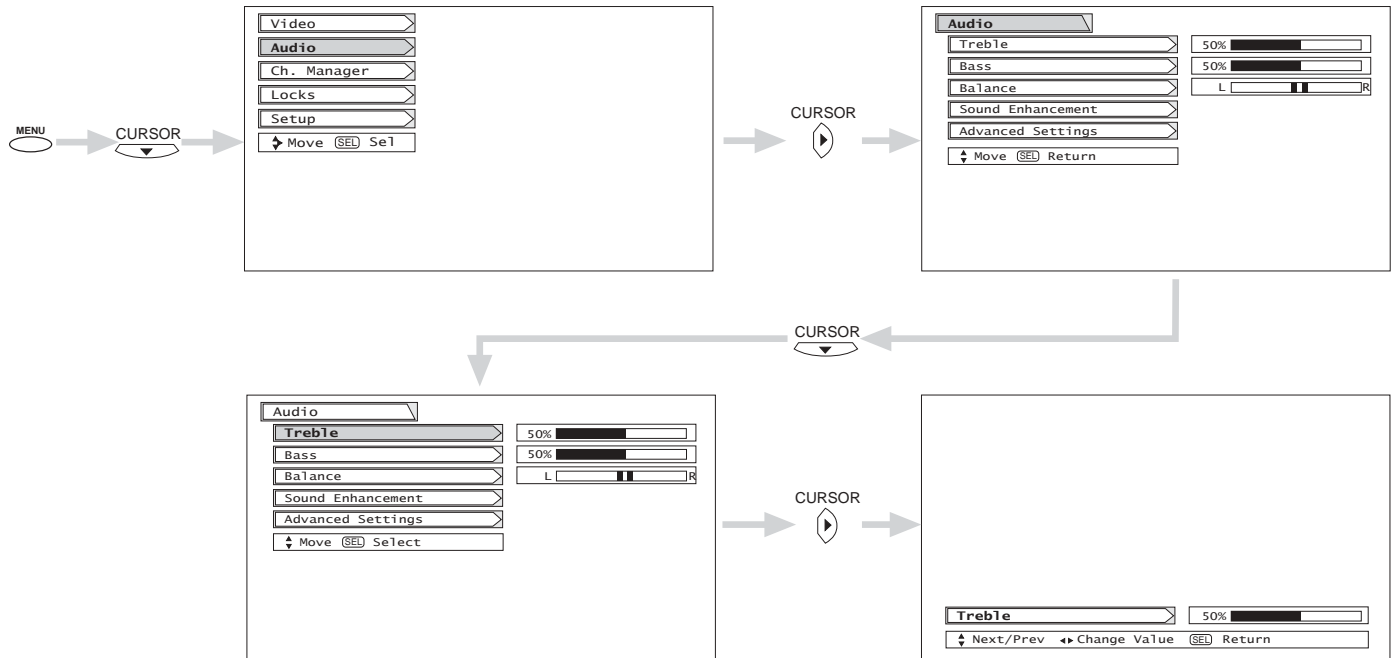 MENU
CURSOR
Video
Audio
Ch. Manager
Locks
Setup
Move SEL Sel
CURSOR
Audio
Treble 50%
Bass 50%
Balance L R
Sound Enhancement
Advanced Settings
Move SEL Return
CURSOR
Audio
Treble 50%
Bass 50%
Balance L R
Sound Enhancement
Advanced Settings
Move SEL Select
CURSOR
Treble 50%
Next/Prev Change Value SEL Return